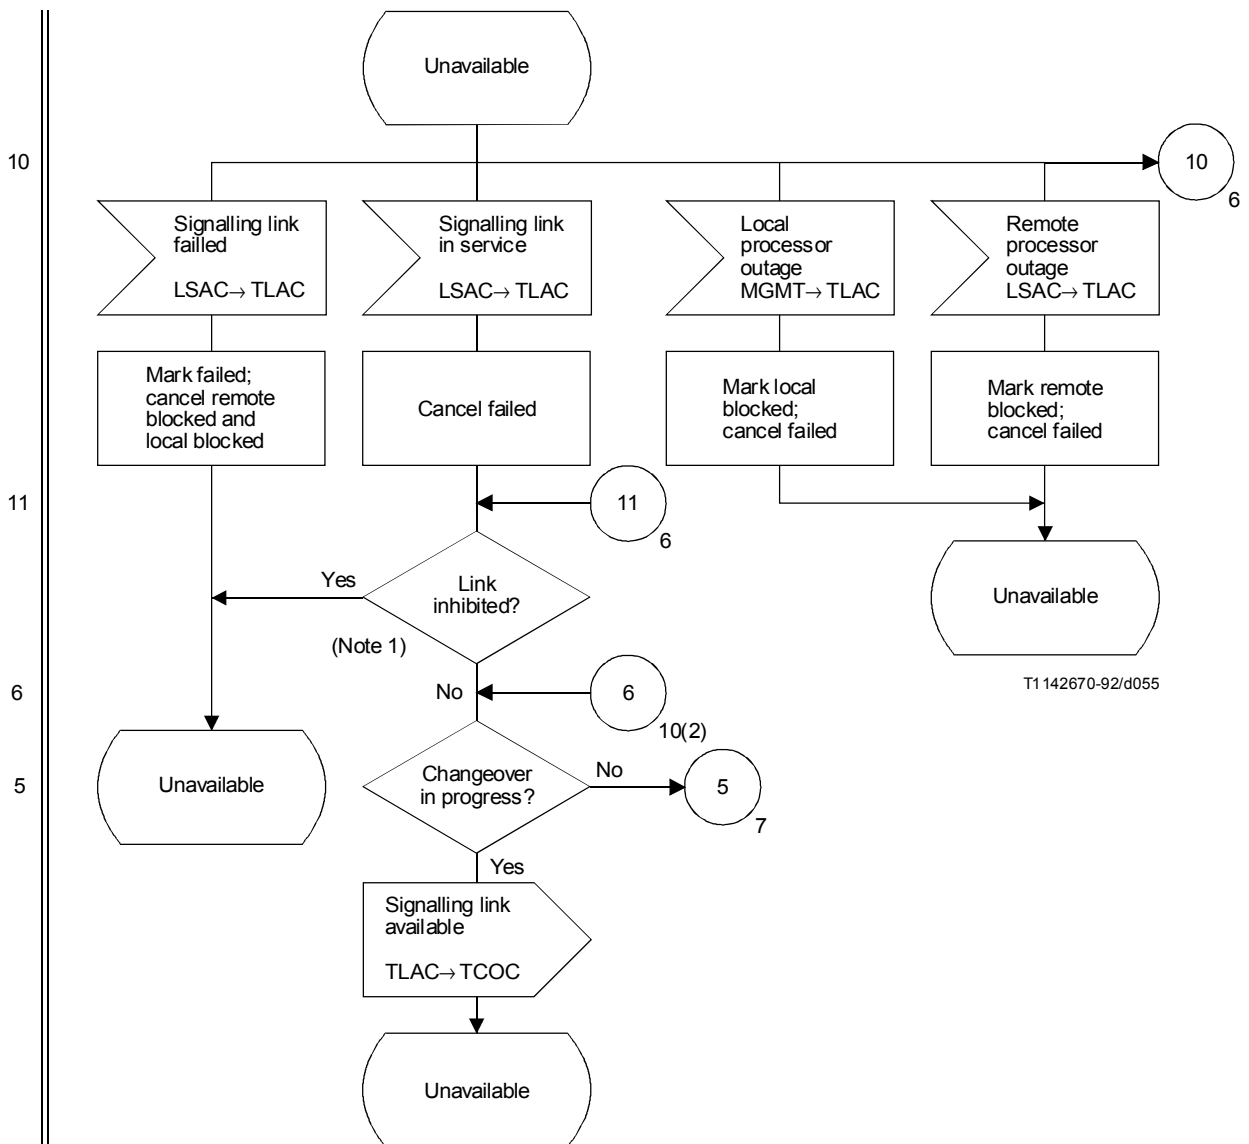 Unavailable
10
10
6
Signalling link
failled
LSAC→ TLAC
Signalling link
in service
LSAC→ TLAC
Local
processor
outage
MGMT→ TLAC
Remote
processor
outage
LSAC→ TLAC
Mark failed;
cancel remote
blocked and
local blocked
Cancel failed
Mark local
blocked;
cancel failed
Mark remote
blocked;
cancel failed
11
11
6
Yes
Link
inhibited?
(Note 1)
Unavailable
T1142670-92/d055
6
No
6
10(2)
5
Unavailable
Changeover
in progress?
No
5
7
Yes
Signalling link
available
TLAC→ TCOC
Unavailable